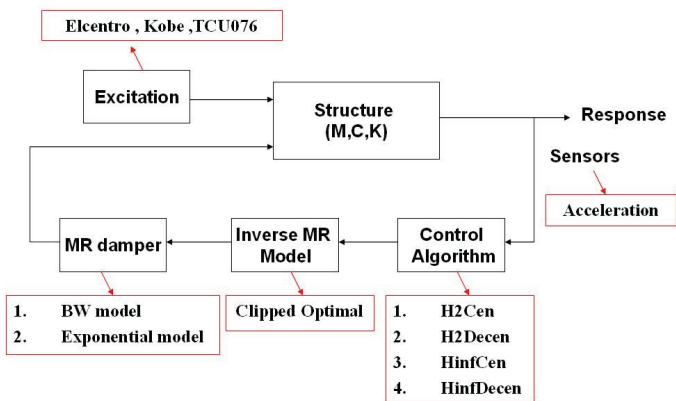 Elcentro , Kobe ,TCU076
Excitation
Structure
(M,C,K)
Response
Sensors
Acceleration
MR damper
Inverse MR
Model
Control
Algorithm
1. BW model
2. Exponential model
Clipped Optimal
1. H2Cen
2. H2Decen
3. HinfCen
4. HinfDecen